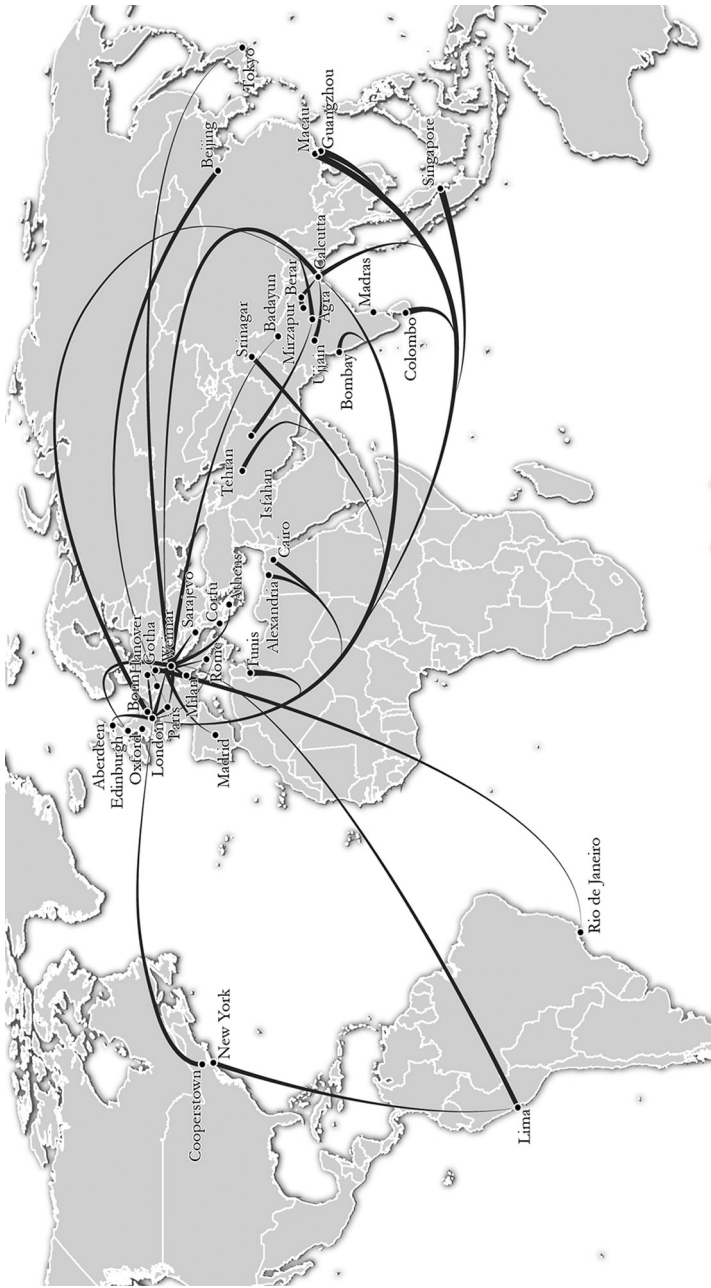 Tokyo
Beijing
Macau
Guangzhou
Singapore
Calcutta
Berar
Mirzapur
Agra
Badayun
Srinagar
Ujjain
Bombay
Madras
Colombo
Tehran
Isfahan
Cairo
Alexandria
Athens
Corfu
Sarajevo
Weimar
Gotha
Hanover
Bonn
Rome
Milan
Tunis
Aberdeen
Edinburgh
Oxford
London
Paris
Madrid
Rio de Janeiro
New York
Cooperstown
Lima